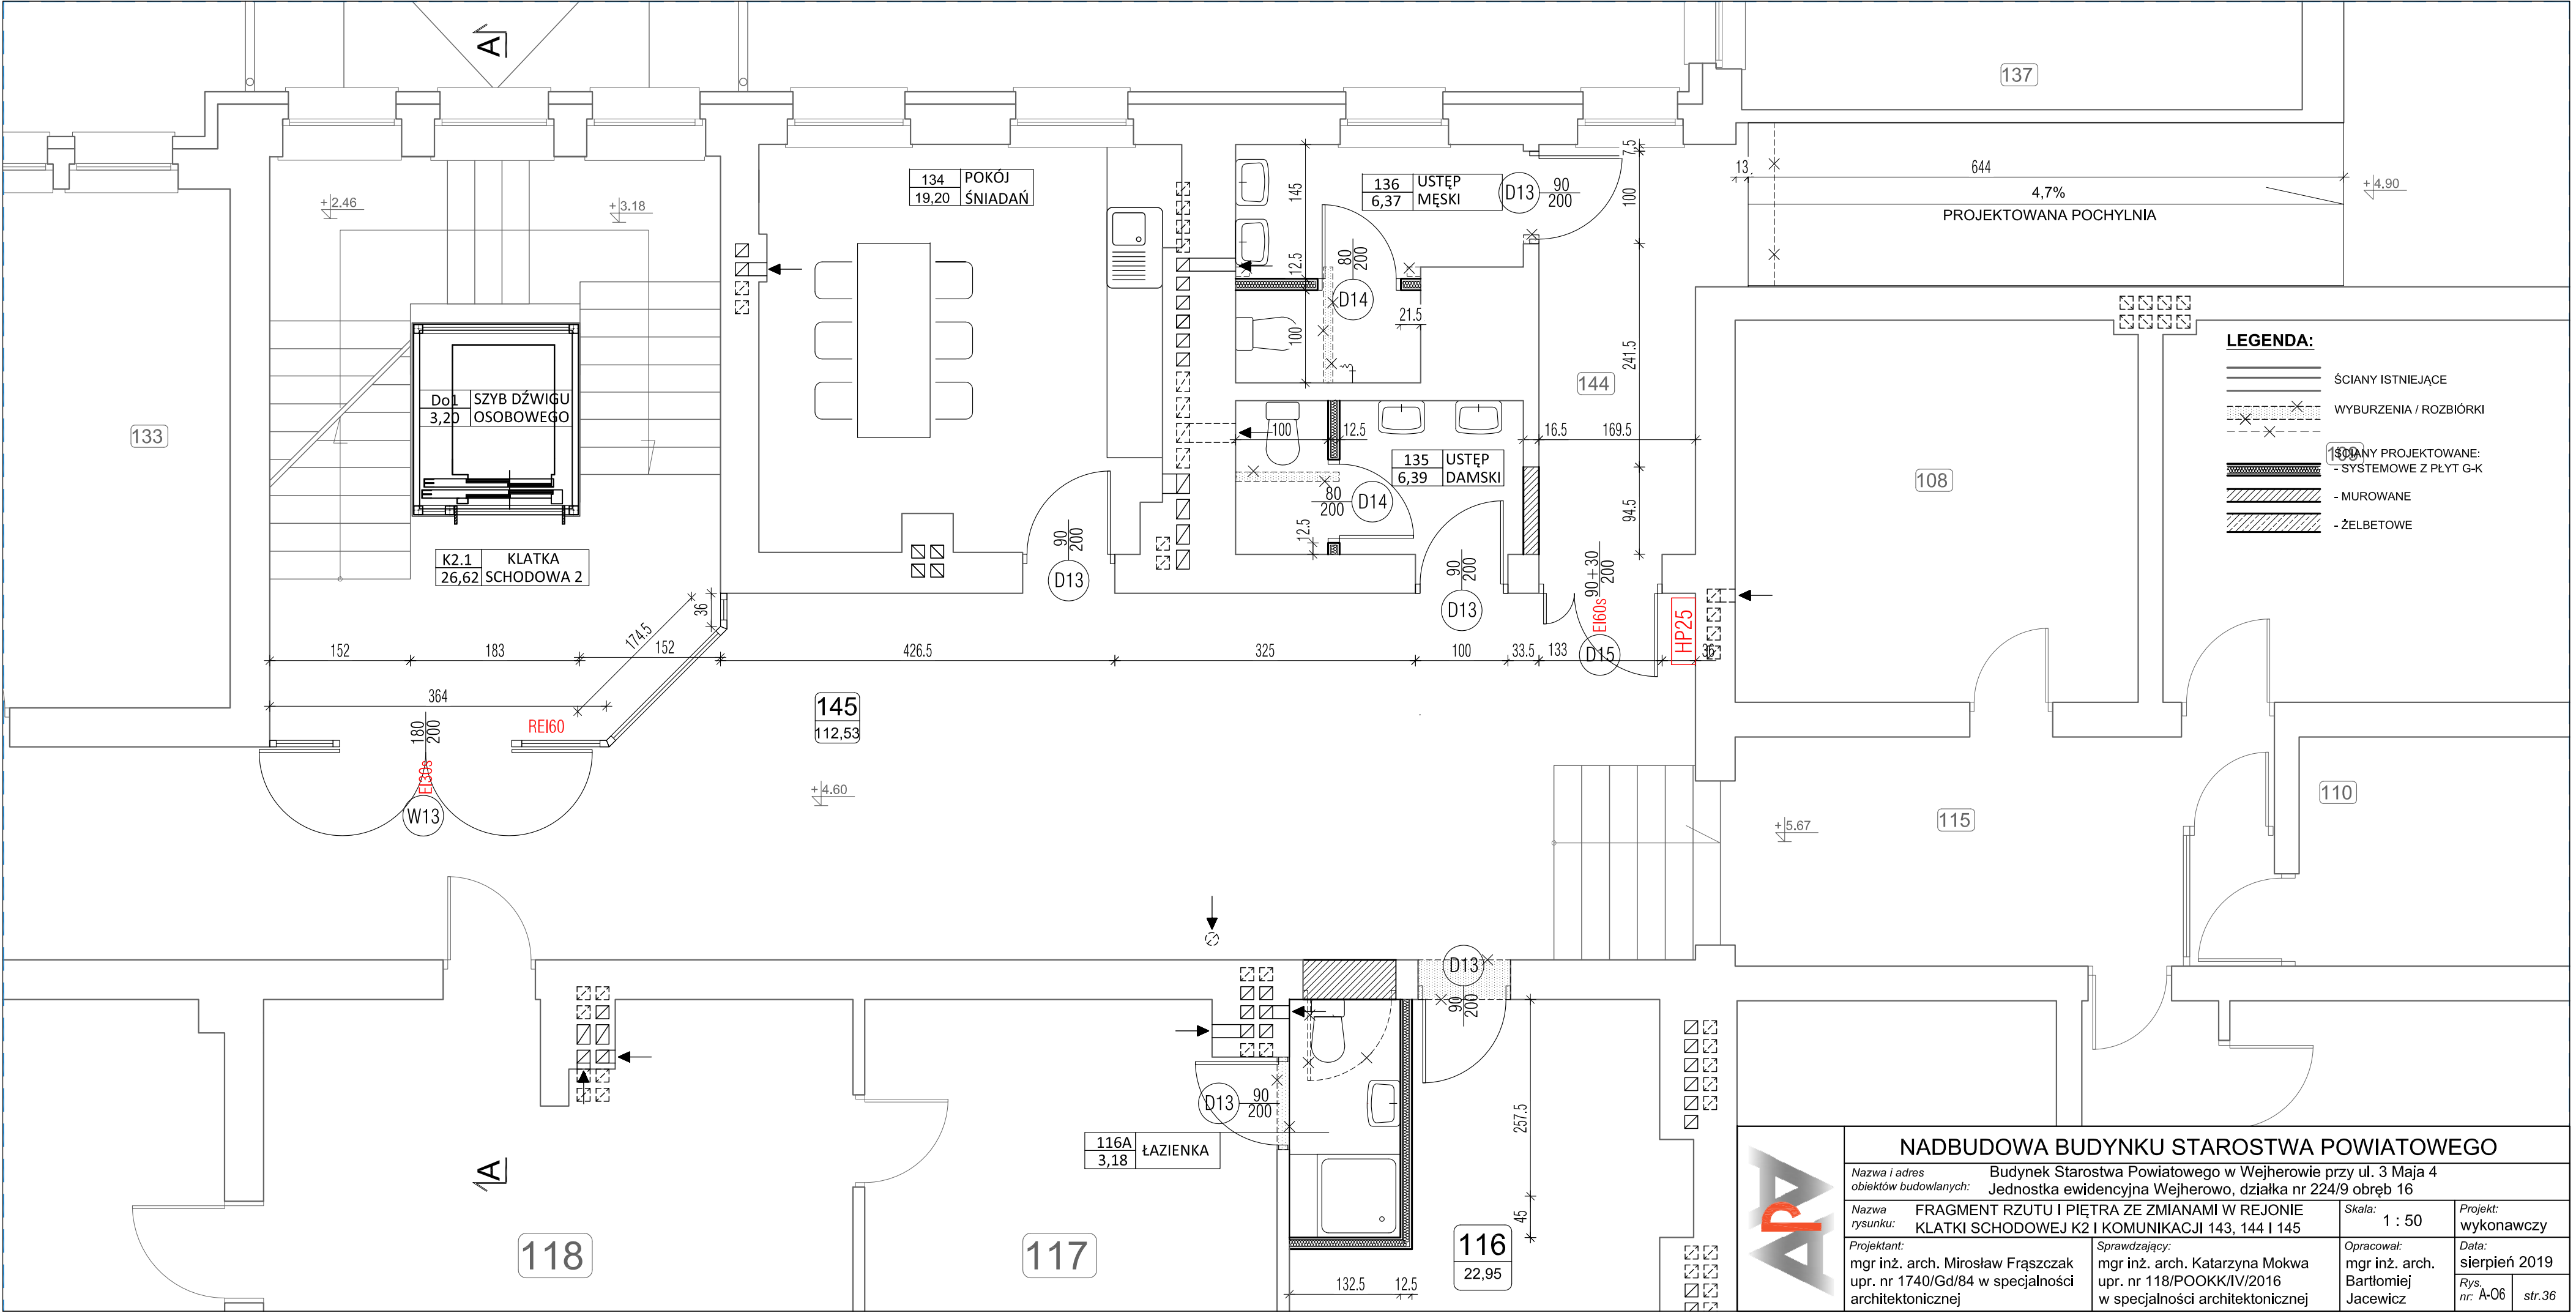 A
137
+2.46
+3.18
134 POKÓJ
19,20 ŚNIADAŃ
136 USTĘP
6,37 MĘSKI
D13
90
200
7.5
100
145
12.5
100
80
200
D14
21.5
241.5
144
13
644
4,7%
PROJEKTOWANA POCHYLNIA
+4.90
133
Do1 SZYB DŹWIGU
3,20 OSOBOWEGO
K2.1 KLATKA
26,62 SCHODOWA 2
100
12.5
16.5
169.5
135 USTĘP
6,39 DAMSKI
80
200
D14
12.5
94.5
108
LEGENDA:
ŚCIANY ISTNIEJĄCE
WYBURZENIA / ROZBIÓRKI
109
ŚCIANY PROJEKTOWANE:
- SYSTEMOWE Z PŁYT G-K
- MUROWANE
- ŻELBETOWE
90
200
D13
90
200
D13
90+30
200
EI60s
D15
HP25
36
174.5
152
183
152
426.5
325
100
33.5
133
36
364
180
200
REI60
EI30s
W13
145
112,53
+4.60
+5.67
115
110
D13
90
200
D13
90
200
116A ŁAZIENKA
3,18
257.5
45
A
118
117
116
22,95
132.5
12.5
APA
NADBUDOWA BUDYNKU STAROSTWA POWIATOWEGO
Nazwa i adres Budynek Starostwa Powiatowego w Wejherowie przy ul. 3 Maja 4
obiektów budowlanych: Jednostka ewidencyjna Wejherowo, działka nr 224/9 obręb 16
Nazwa FRAGMENT RZUTU I PIĘTRA ZE ZMIANAMI W REJONIE
rysunku: KLATKI SCHODOWEJ K2 I KOMUNIKACJI 143, 144 I 145
Skala:
1 : 50
Projekt:
wykonawczy
Projektant:
mgr inż. arch. Mirosław Frąszczak
upr. nr 1740/Gd/84 w specjalności
architektonicznej
Sprawdzający:
mgr inż. arch. Katarzyna Mokwa
upr. nr 118/POOKK/IV/2016
w specjalności architektonicznej
Opracował:
mgr inż. arch.
Bartłomiej
Jacewicz
Data:
sierpień 2019
Rys.
nr: A-06
str.36